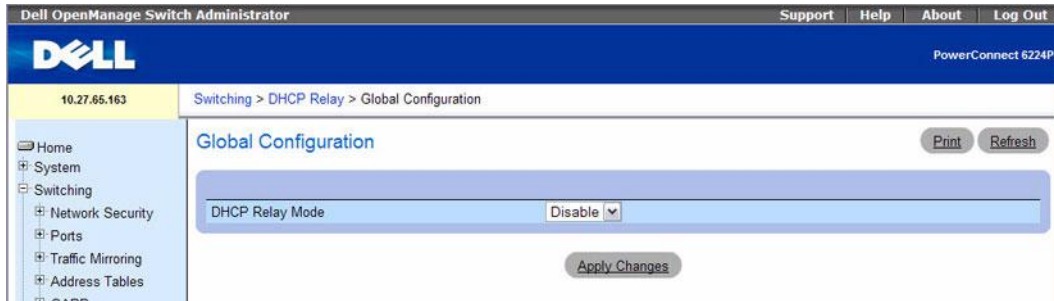 Dell OpenManage Switch Administrator Support Help About Log Out
DELL
PowerConnect 6224P
10.27.65.163 Switching > DHCP Relay > Global Configuration
Global Configuration Print Refresh
Home
System
Switching
Network Security
Ports
Traffic Mirroring
Address Tables
DHCP Relay Mode Disable
Apply Changes